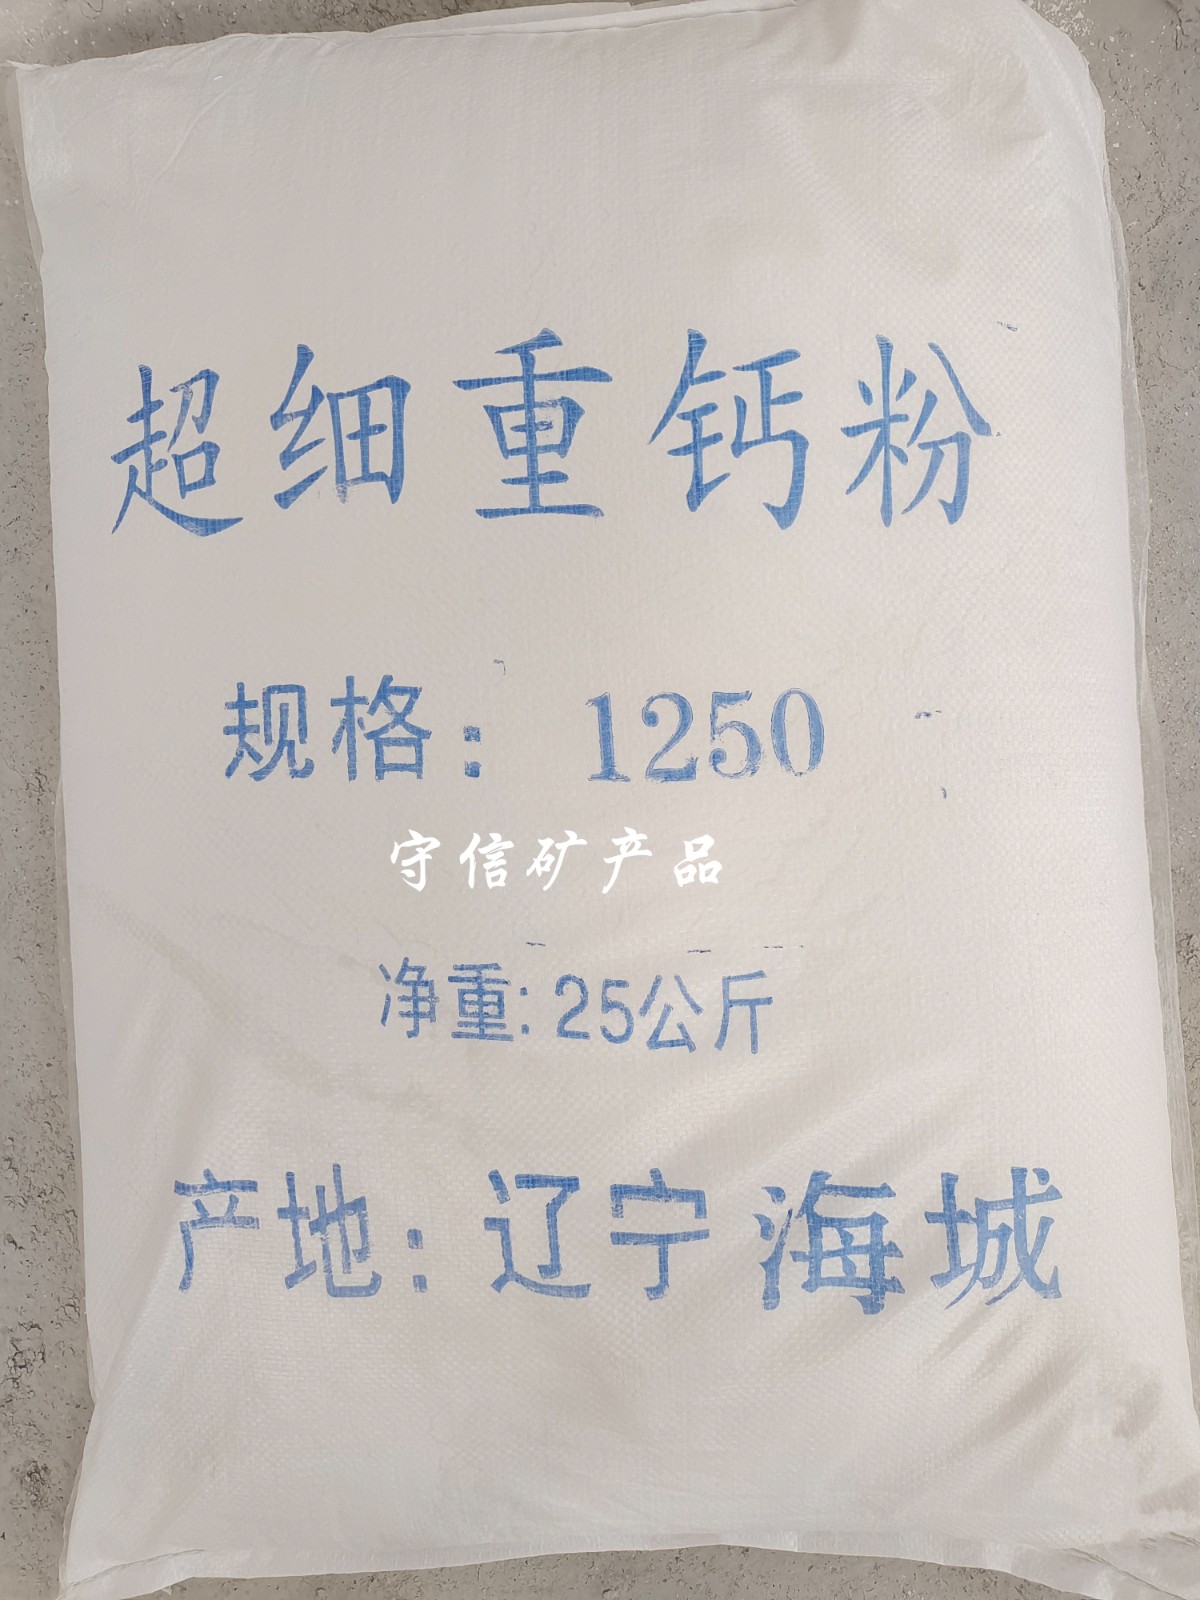 超细重钙粉
规格：1250
守信矿产品
净重:25公斤
产地：辽宁海城